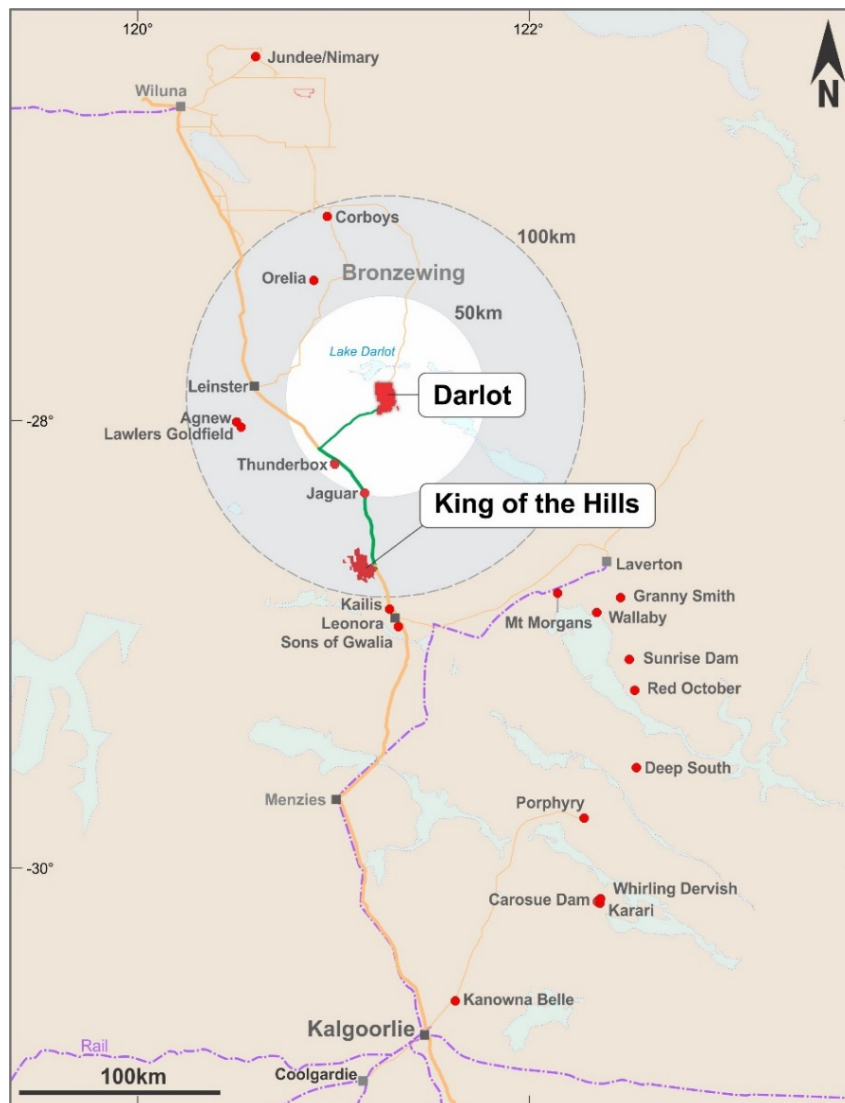 120°
122°
Jundee/Nimary
N
Wiluna
Corboys
100km
Bronzewing
Orelia
50km
Lake Darlot
Leinster
Darlot
Agnew
-28°
Lawlers Goldfield
Thunderbox
Jaguar
King of the Hills
Laverton
Kailis
Granny Smith
Leonora
Mt Morgans
Wallaby
Sons of Gwalia
Sunrise Dam
Red October
Deep South
Menzies
Porphyry
-30°
Whirling Dervish
Carosue Dam
Karari
Kanowna Belle
Kalgoorlie
Rail
Coolgardie
100km